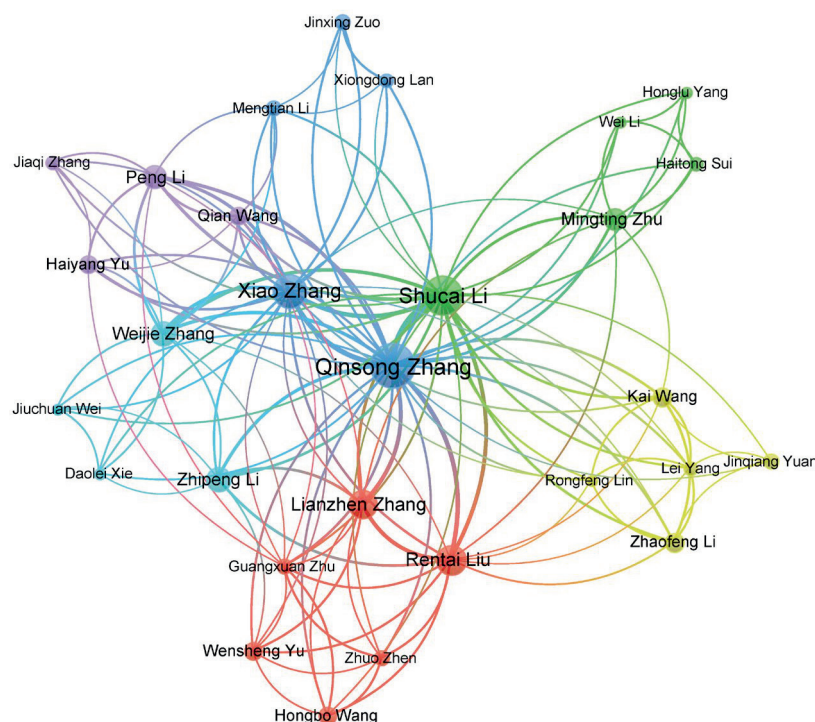 Jinxing Zuo
Xiongdong Lan
Honglu Yang
Mengtian Li
Wei Li
Jiaqi Zhang
Haitong Sui
Peng Li
Qian Wang
Mingting Zhu
Haiyang Yu
Xiao Zhang
Shucai Li
Weijie Zhang
Qinsong Zhang
Kai Wang
Jiuchuan Wei
Jinqiang Yuan
Lei Yang
Daolei Xie
Zhipeng Li
Rongfeng Lin
Lianzhen Zhang
Zhaofeng Li
Rentai Liu
Guangxuan Zhu
Wensheng Yu
Zhuo Zhen
Hongbo Wang